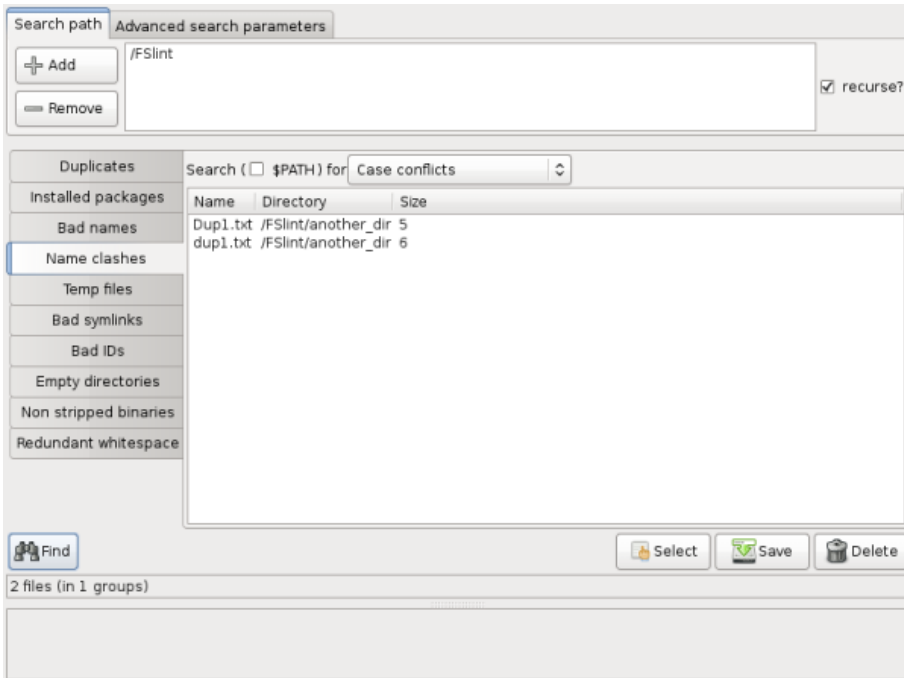 Search path Advanced search parameters
Add
/FSlint
recurse?
Remove
Duplicates
Installed packages
Bad names
Name clashes
Temp files
Bad symlinks
Bad IDs
Empty directories
Non stripped binaries
Redundant whitespace
Search ( $PATH ) for Case conflicts
Name Directory Size
Dup1.txt /FSlint/another_dir 5
dup1.txt /FSlint/another_dir 6
Find
Select Save Delete
2 files (in 1 groups)